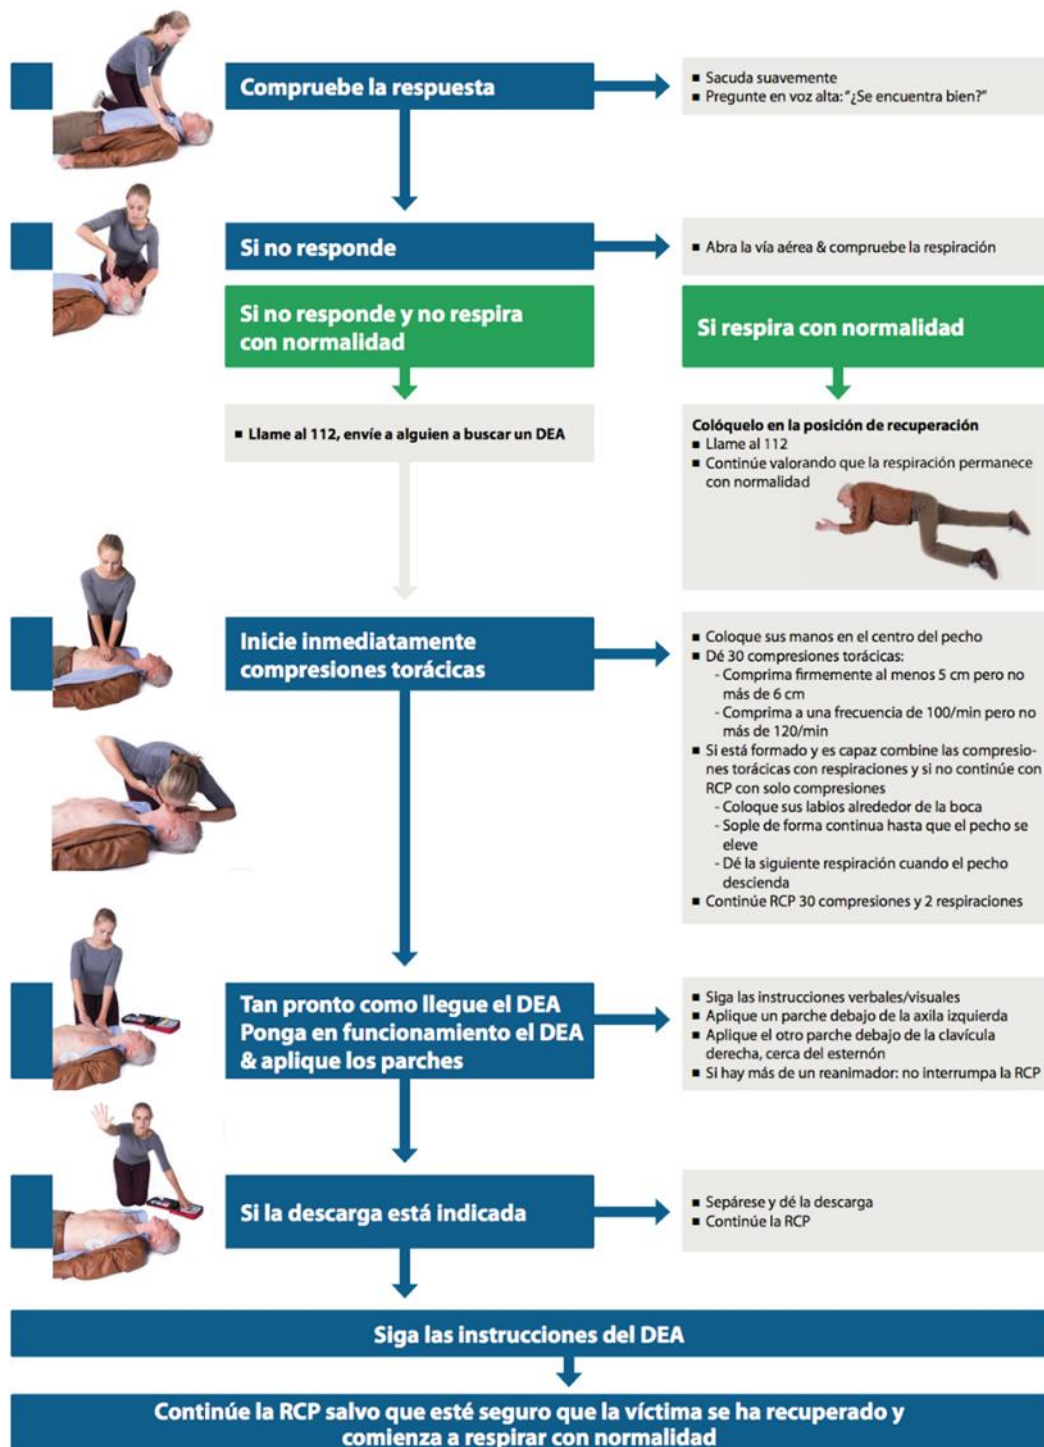 Compruebe la respuesta
■ Sacuda suavemente
■ Pregunte en voz alta: "¿Se encuentra bien?"
Si no responde
■ Abra la vía aérea & compruebe la respiración
Si no responde y no respira
con normalidad
Si respira con normalidad
■ Llame al 112, envíe a alguien a buscar un DEA
Colóquelo en la posición de recuperación
■ Llame al 112
■ Continúe valorando que la respiración permanece
con normalidad
Inicie inmediatamente
compresiones torácicas
■ Coloque sus manos en el centro del pecho
■ Dé 30 compresiones torácicas:
- Comprima firmemente al menos 5 cm pero no
más de 6 cm
- Comprima a una frecuencia de 100/min pero no
más de 120/min
■ Si está formado y es capaz combine las compresio-
nes torácicas con respiraciones y si no continúe con
RCP con solo compresiones
- Coloque sus labios alrededor de la boca
- Sople de forma continua hasta que el pecho se
eleve
- Dé la siguiente respiración cuando el pecho
descienda
■ Continúe RCP 30 compresiones y 2 respiraciones
Tan pronto como llegue el DEA
Ponga en funcionamiento el DEA
& aplique los parches
■ Siga las instrucciones verbales/visuales
■ Aplique un parche debajo de la axila izquierda
■ Aplique el otro parche debajo de la clavícula
derecha, cerca del esternón
■ Si hay más de un reanimador: no interrumpa la RCP
Si la descarga está indicada
■ Sepárese y dé la descarga
■ Continúe la RCP
Siga las instrucciones del DEA
Continúe la RCP salvo que esté seguro que la víctima se ha recuperado y
comienza a respirar con normalidad